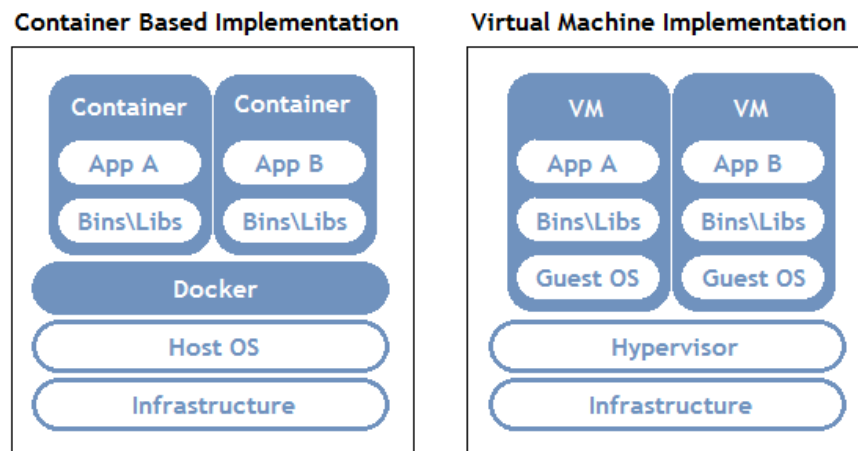 Container Based Implementation
Container Container
App A App B
Bins\Libs Bins\Libs
Docker
Host OS
Infrastructure
Virtual Machine Implementation
VM VM
App A App B
Bins\Libs Bins\Libs
Guest OS Guest OS
Hypervisor
Infrastructure